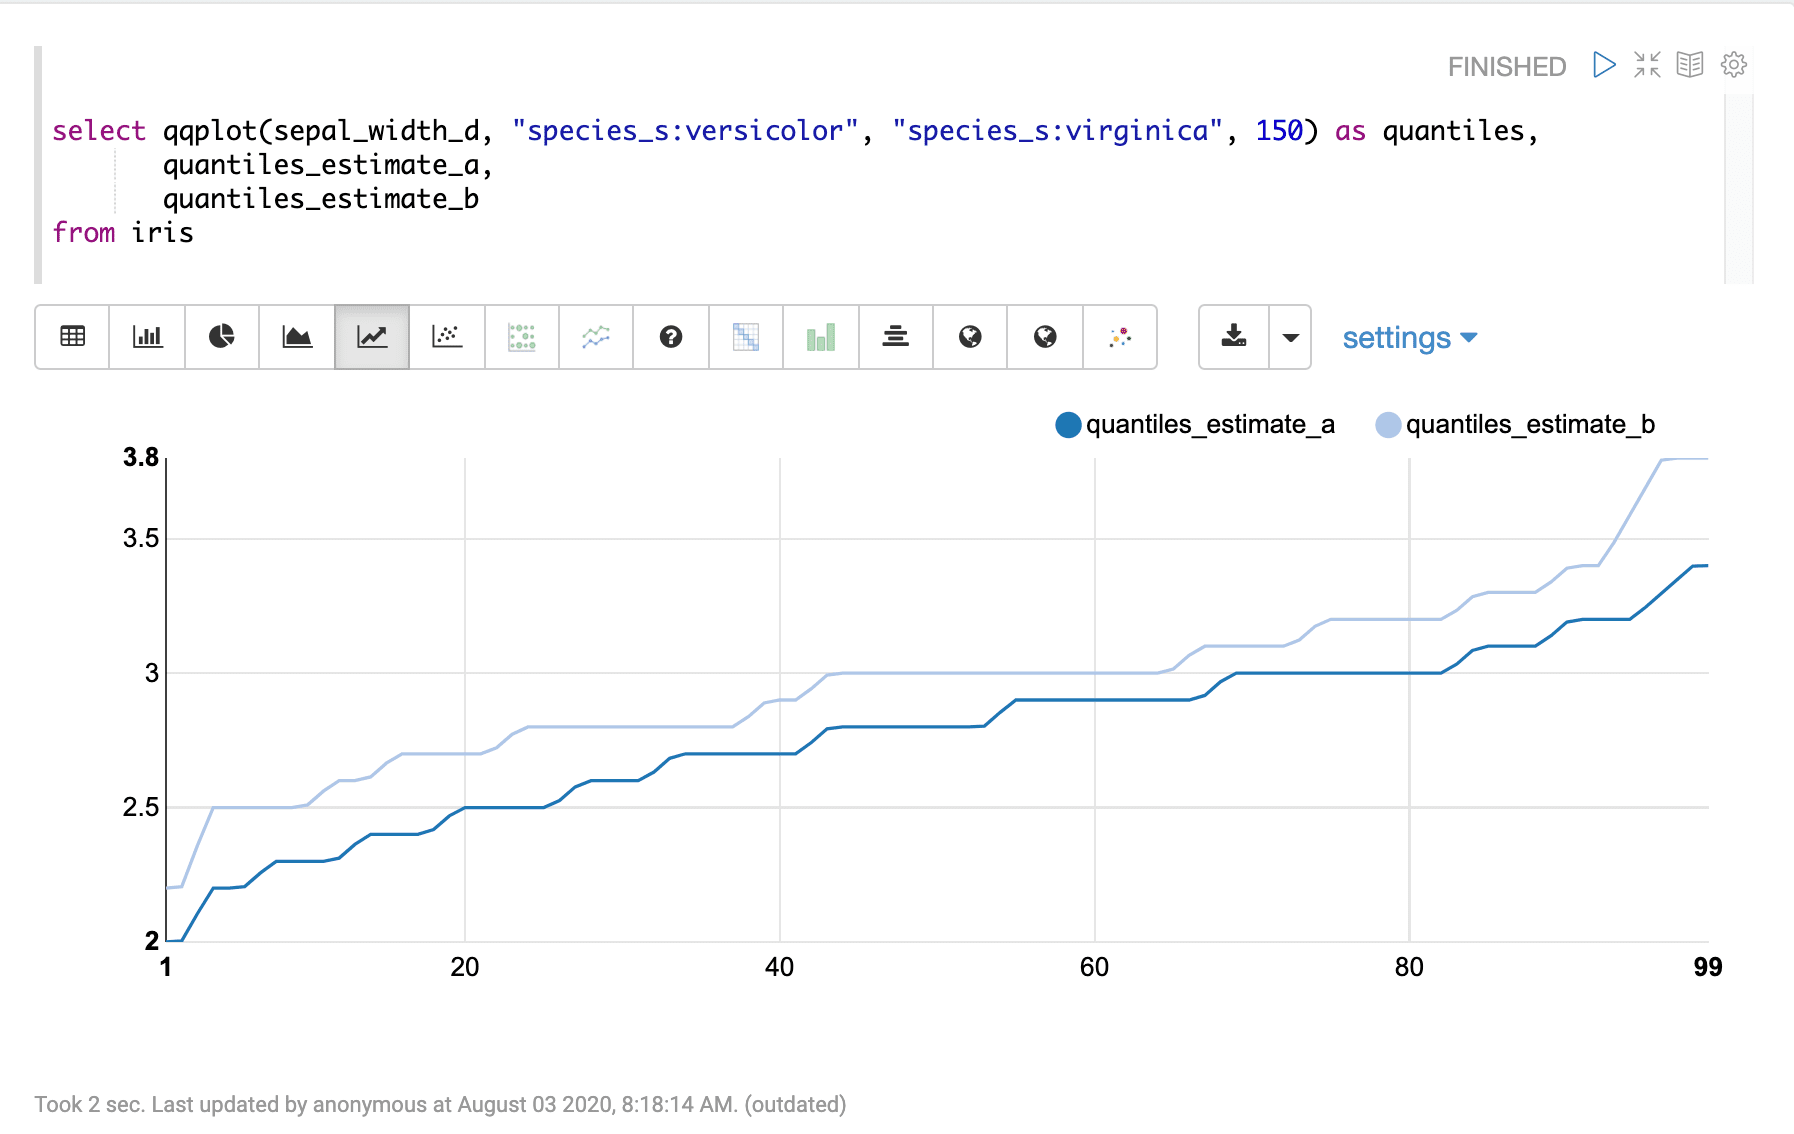 FINISHED
select qqplot(sepal_width_d, "species_s:versicolor", "species_s:virginica", 150) as quantiles,
quantiles_estimate_a,
quantiles_estimate_b
from iris
settings
quantiles_estimate_a quantiles_estimate_b
3.8
3.5
3
2.5
2
1 20 40 60 80 99
Took 2 sec. Last updated by anonymous at August 03 2020, 8:18:14 AM. (outdated)